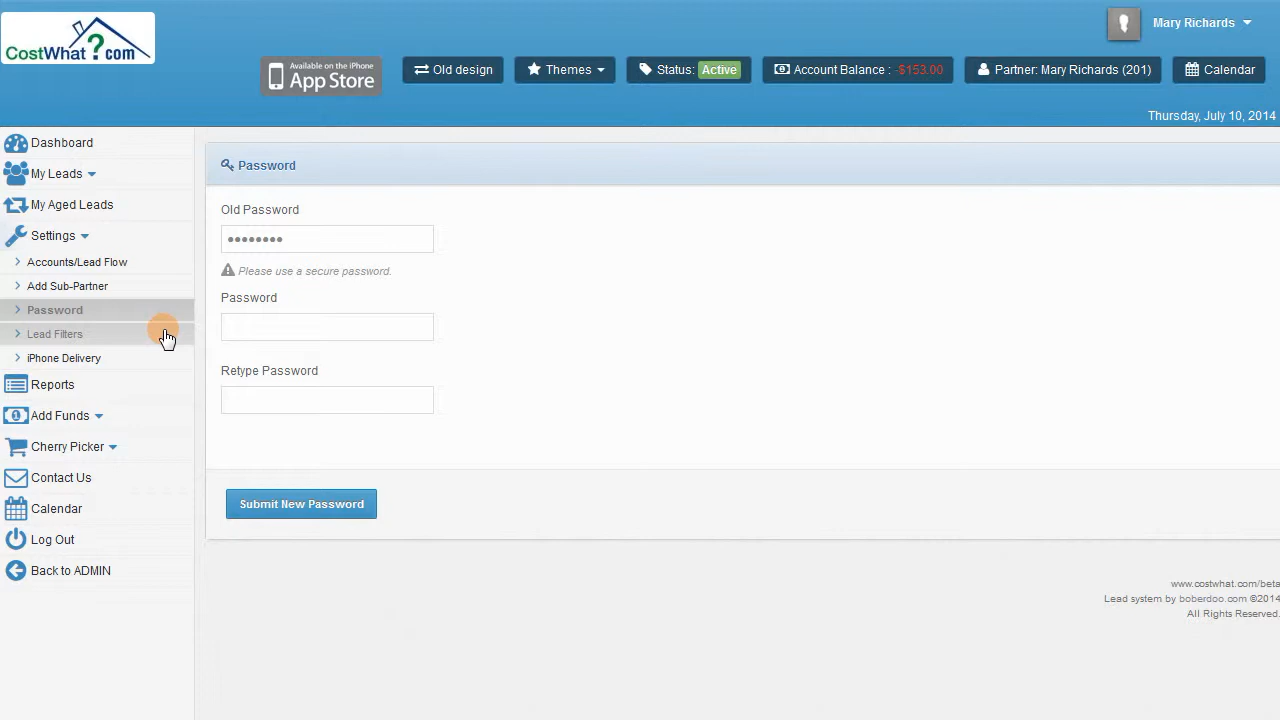 CostWhat?com
Mary Richards
Available on the iPhone
App Store
Old design
Themes
Status: Active
Account Balance : -$153.00
Partner: Mary Richards (201)
Calendar
Thursday, July 10, 2014
Dashboard
My Leads
My Aged Leads
Settings
Accounts/Lead Flow
Add Sub-Partner
Password
Lead Filters
iPhone Delivery
Reports
Add Funds
Cherry Picker
Contact Us
Calendar
Log Out
Back to ADMIN
Password
Old Password
••••••••
Please use a secure password.
Password
Retype Password
Submit New Password
www.costwhat.com/beta
Lead system by boberdoo.com ©2014
All Rights Reserved.